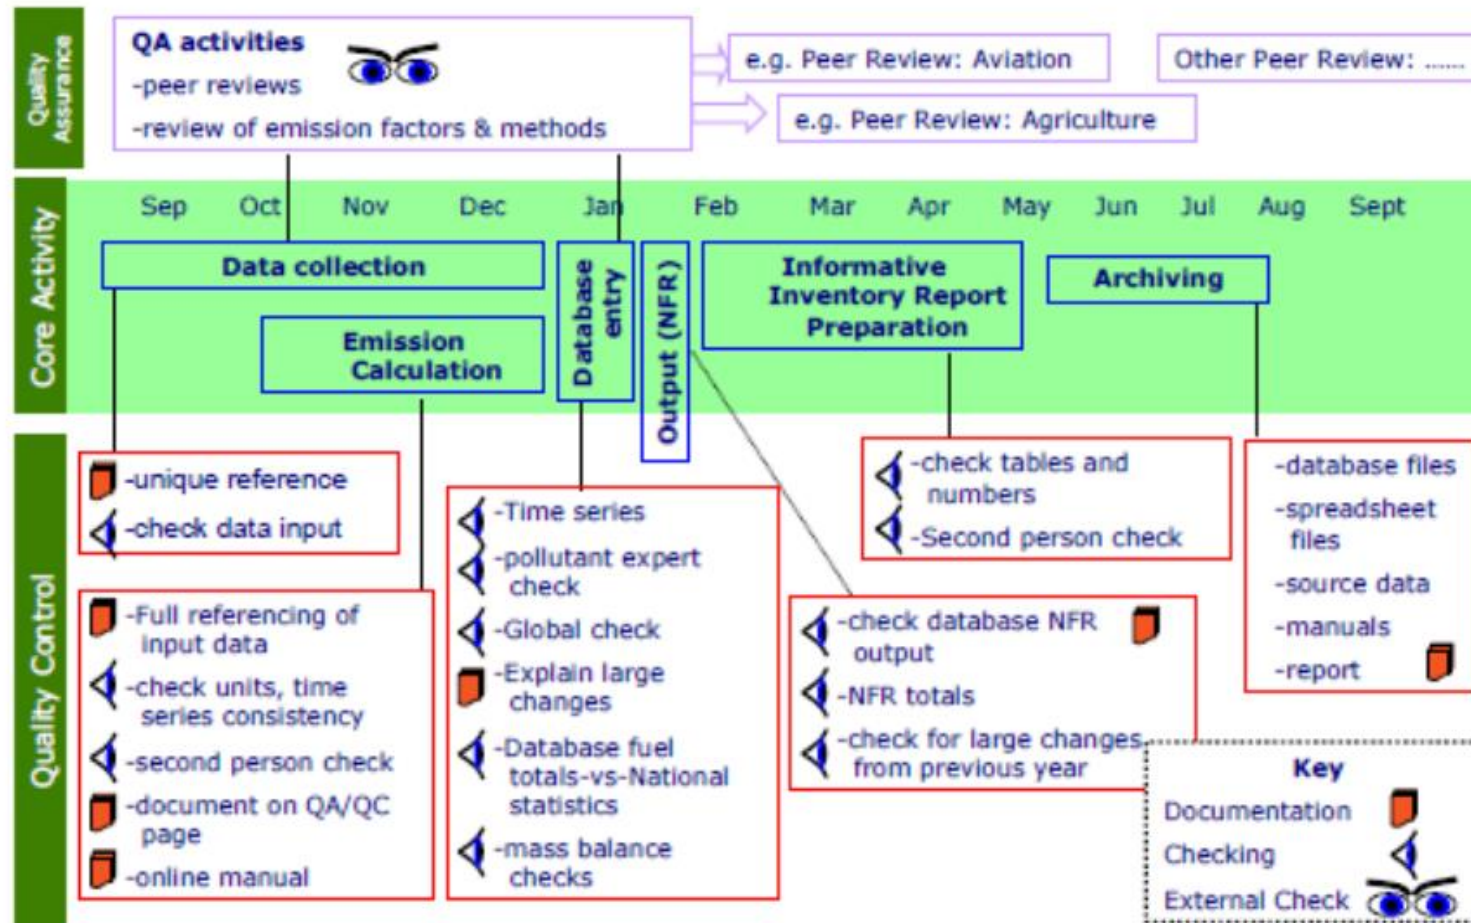 Quality
Assurance
QA activities
-peer reviews
-review of emission factors & methods
e.g. Peer Review: Aviation
Other Peer Review: ......
e.g. Peer Review: Agriculture
Core Activity
Sep Oct Nov Dec Jan Feb Mar Apr May Jun Jul Aug Sept
Data collection
Emission
Calculation
Database
entry
Output (NFR)
Informative
Inventory Report
Preparation
Archiving
Quality Control
-unique reference
-check data input
-Full referencing of
input data
-check units, time
series consistency
-second person check
-document on QA/QC
page
-online manual
-Time series
-pollutant expert
check
-Global check
-Explain large
changes
-Database fuel
totals-vs-National
statistics
-mass balance
checks
-check tables and
numbers
-Second person check
-check database NFR
output
-NFR totals
-check for large changes
from previous year
-database files
-spreadsheet
files
-source data
-manuals
-report
Key
Documentation
Checking
External Check